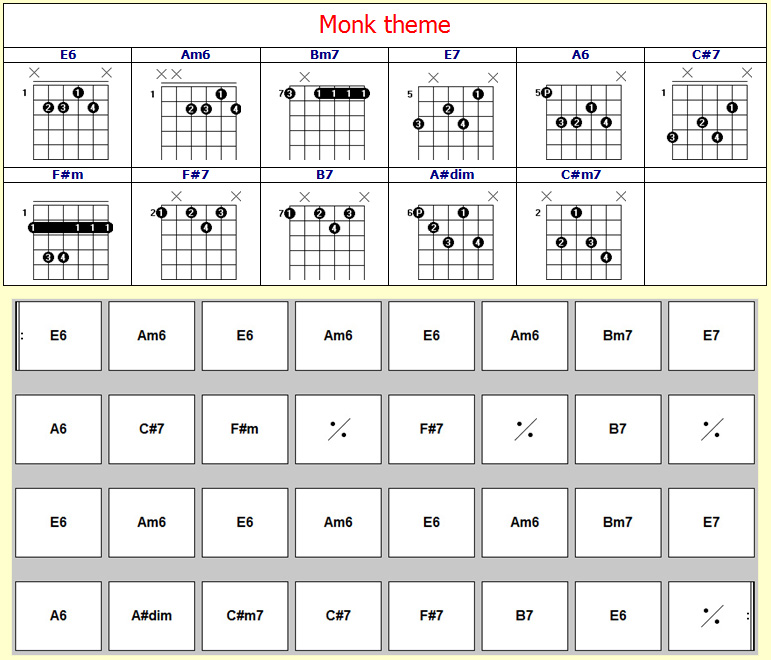 Monk theme
E6 Am6 Bm7 E7 A6 C#7
× × × × × × × × × ×
1 1 1 1 7 3 1 1 1 1 5 1 5 P 1
2 3 4 2 3 4 2 1 1
3 4 3 2 4 2
3 4
F#m F#7 B7 A#dim C#m7
× × × × × × ×
1 2 1 2 3 7 1 2 3 6 P 1 2 1
1 1 1 1 4 4 2
3 4 2 3
3 4 4
: E6 Am6 E6 Am6 E6 Am6 Bm7 E7
A6 C#7 F#m ٪ F#7 ٪ B7 ٪
E6 Am6 E6 Am6 E6 Am6 Bm7 E7
A6 A#dim C#m7 C#7 F#7 B7 E6 ٪ :